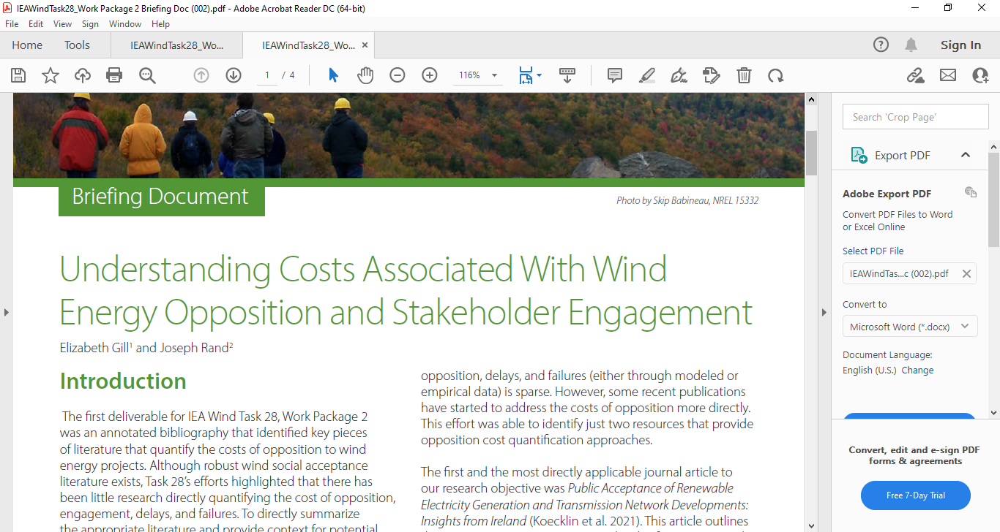 IEAWindTask28_Work Package 2 Briefing Doc (002).pdf - Adobe Acrobat Reader DC (64-bit)
File Edit View Sign Window Help
Home Tools IEAWindTask28_Wo... IEAWindTask28_Wo... × Sign In
1 / 4 116%
Search 'Crop Page'
Export PDF
Adobe Export PDF
Convert PDF Files to Word
or Excel Online
Select PDF File
IEAWindTas...c (002).pdf
Convert to
Microsoft Word (*.docx)
Document Language:
English (U.S.) Change
Convert, edit and e-sign PDF
forms & agreements
Free 7-Day Trial
Briefing Document
Photo by Skip Babineau, NREL 15332
Understanding Costs Associated With Wind
Energy Opposition and Stakeholder Engagement
Elizabeth Gill¹ and Joseph Rand²
Introduction
The first deliverable for IEA Wind Task 28, Work Package 2
was an annotated bibliography that identified key pieces
of literature that quantify the costs of opposition to wind
energy projects. Although robust wind social acceptance
literature exists, Task 28's efforts highlighted that there has
been little research directly quantifying the cost of opposition,
engagement, delays, and failures. To directly summarize
the appropriate literature and provide context for potential
opposition, delays, and failures (either through modeled or
empirical data) is sparse. However, some recent publications
have started to address the costs of opposition more directly.
This effort was able to identify just two resources that provide
opposition cost quantification approaches.
The first and the most directly applicable journal article to
our research objective was Public Acceptance of Renewable
Electricity Generation and Transmission Network Developments:
Insights from Ireland (Koecklin et al. 2021). This article outlines